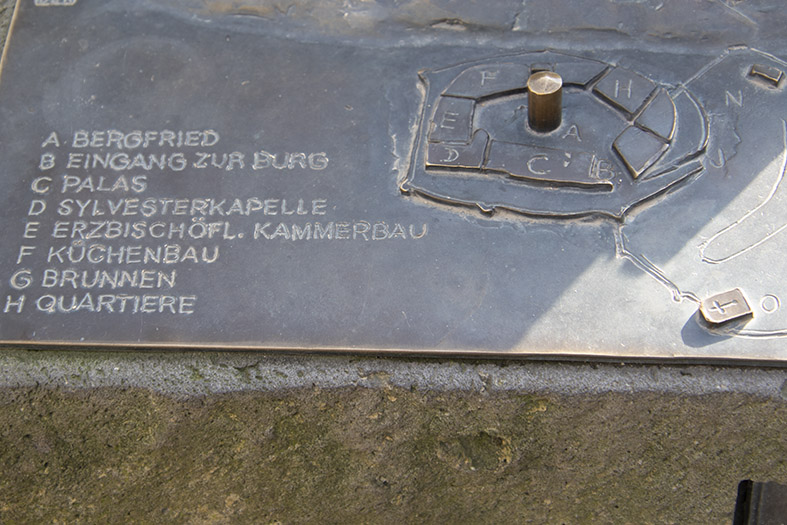 A BERGFRIED
B EINGANG ZUR BURG
C PALAS
D SYLVESTERKAPELLE
E ERZBISCHÖFL. KAMMERBAU
F KÜCHENBAU
G BRUNNEN
H QUARTIERE
F
H
E
A
D
C
B
N
J
O